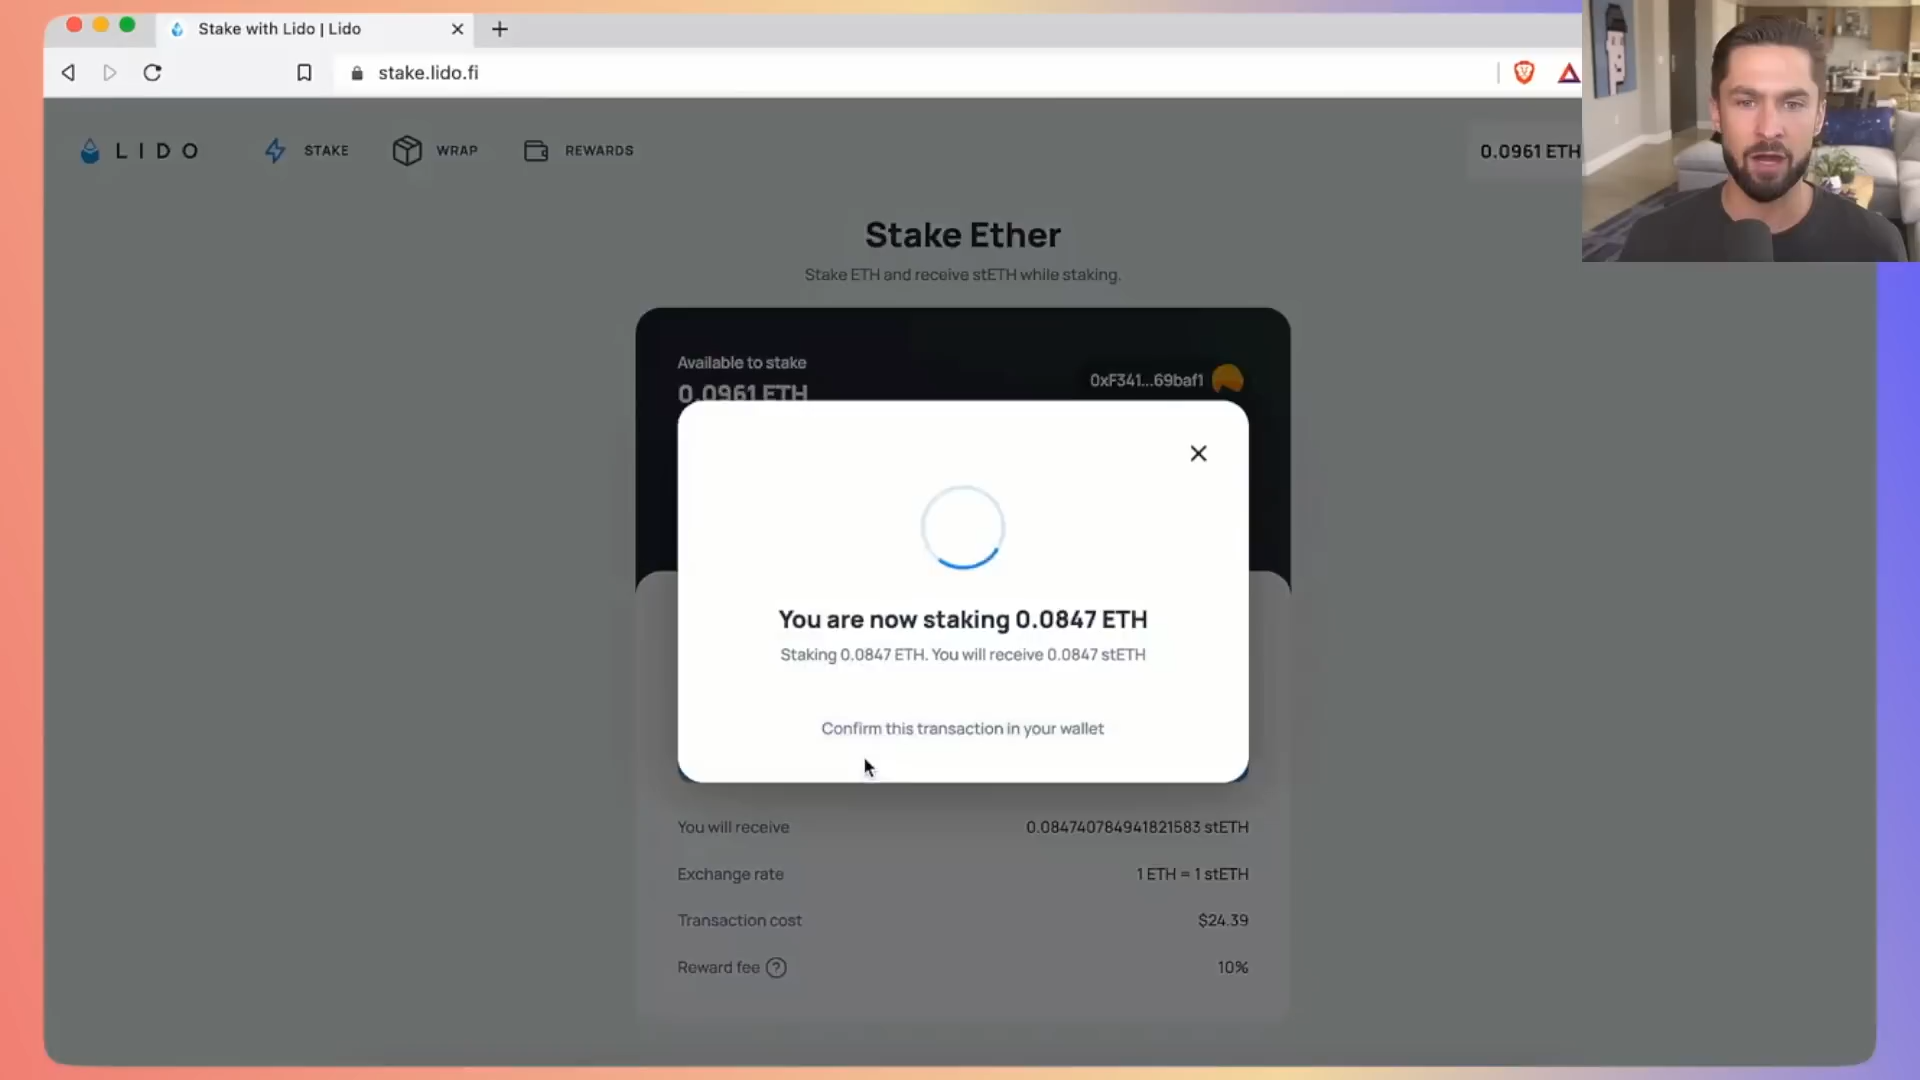 Stake with Lido | Lido
stake.lido.fi
LIDO
STAKE
WRAP
REWARDS
0.0961 ETH
Stake Ether
Stake ETH and receive stETH while staking.
Available to stake
0.0961 ETH
0xF341...69baf1
You are now staking 0.0847 ETH
Staking 0.0847 ETH. You will receive 0.0847 stETH
Confirm this transaction in your wallet
You will receive 0.084740784941821583 stETH
Exchange rate 1 ETH = 1 stETH
Transaction cost $24.39
Reward fee ? 10%